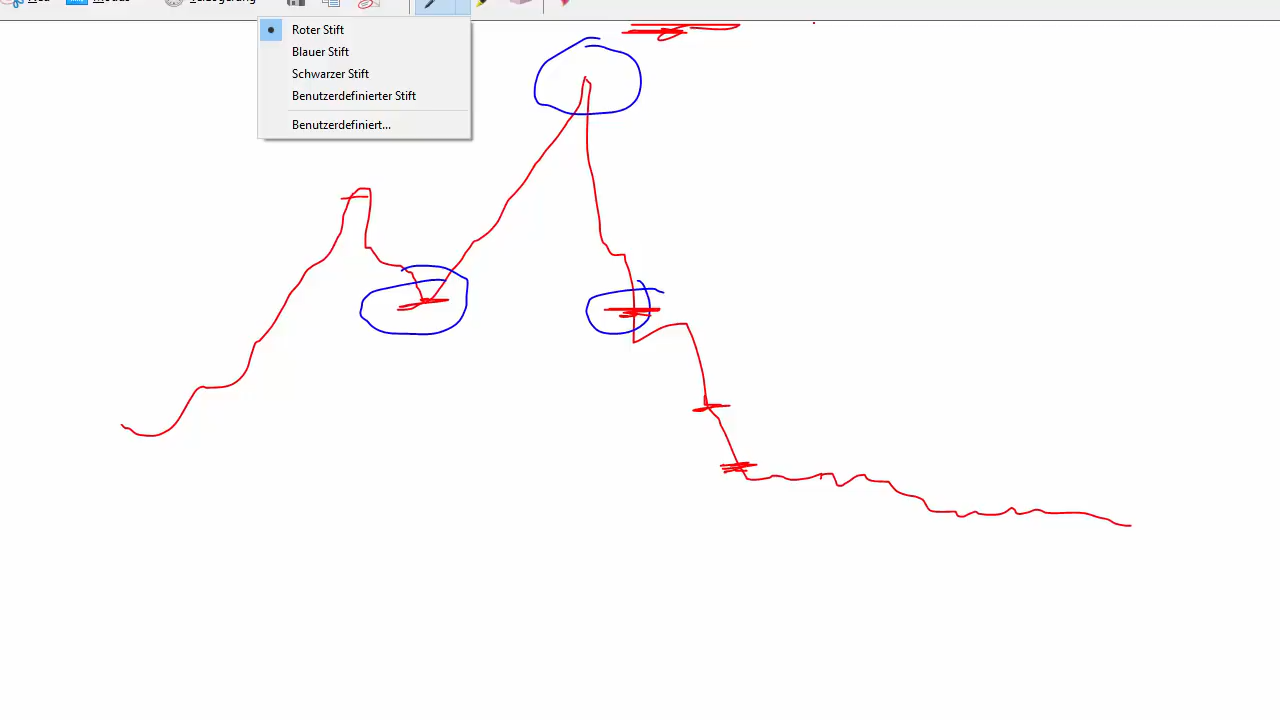 Roter Stift
Blauer Stift
Schwarzer Stift
Benutzerdefinierter Stift
Benutzerdefiniert...